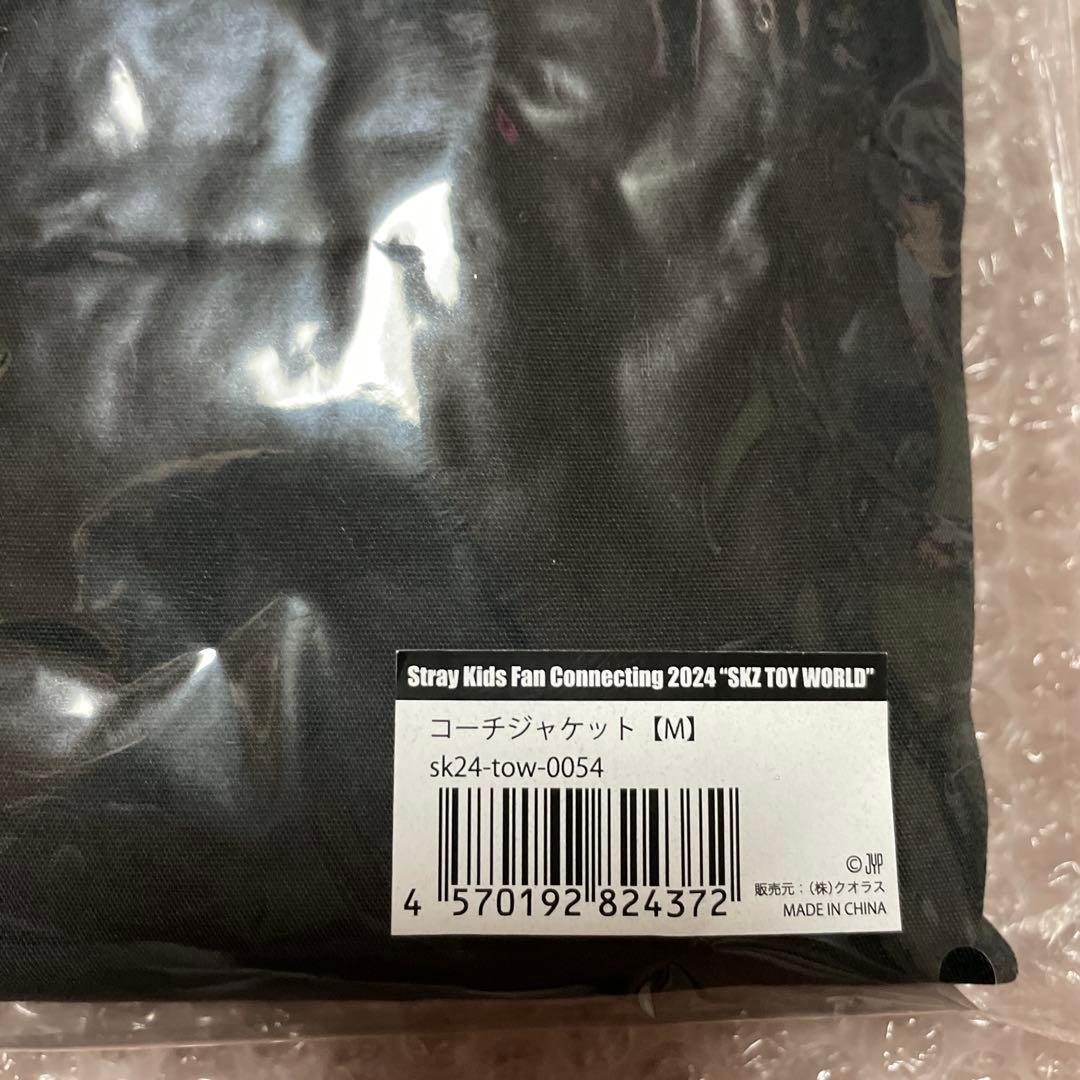 Stray Kids Fan Connecting 2024 “SKZ TOY WORLD”
コーチジャケット【M】
sk24-tow-0054
4 570192 824372
© JYP
販売元：(株)クオラス
MADE IN CHINA